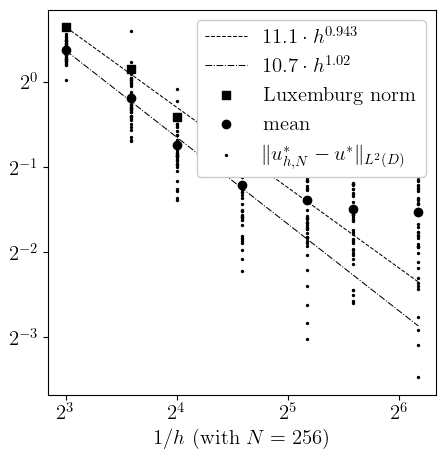 11.1 · h^0.943
10.7 · h^1.02
Luxemburg norm
mean
‖u*_{h,N} − u*‖_{L²(D)}
2^0
2^−1
2^−2
2^−3
2^3 2^4 2^5 2^6
1/h (with N = 256)